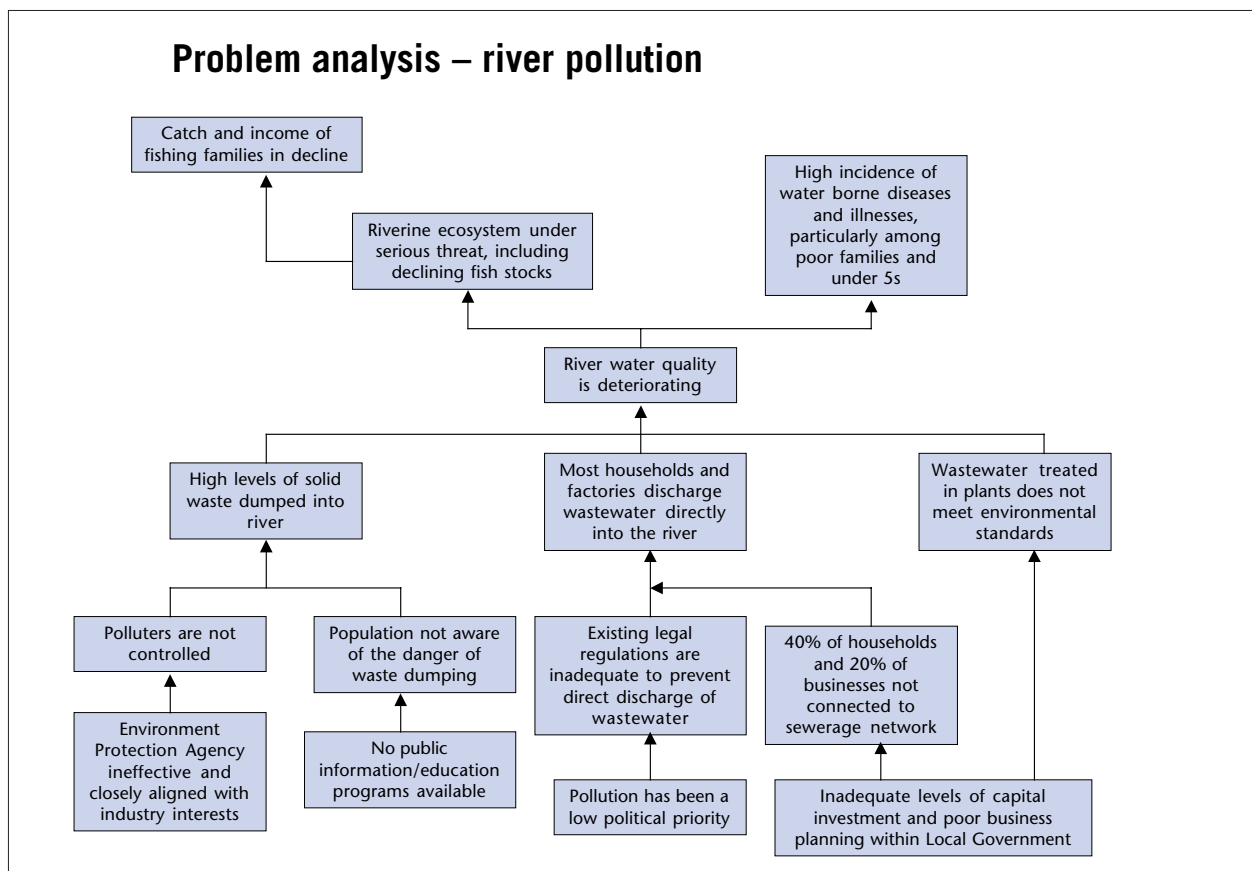 Problem analysis – river pollution
Catch and income of
fishing families in decline
High incidence of
water borne diseases
and illnesses,
particularly among
poor families and
under 5s
Riverine ecosystem under
serious threat, including
declining fish stocks
River water quality
is deteriorating
High levels of solid
waste dumped into
river
Most households and
factories discharge
wastewater directly
into the river
Wastewater treated
in plants does not
meet environmental
standards
Polluters are not
controlled
Population not aware
of the danger of
waste dumping
Existing legal
regulations are
inadequate to prevent
direct discharge of
wastewater
40% of households
and 20% of
businesses not
connected to
sewerage network
Environment
Protection Agency
ineffective and
closely aligned with
industry interests
No public
information/education
programs available
Pollution has been a
low political priority
Inadequate levels of capital
investment and poor business
planning within Local Government